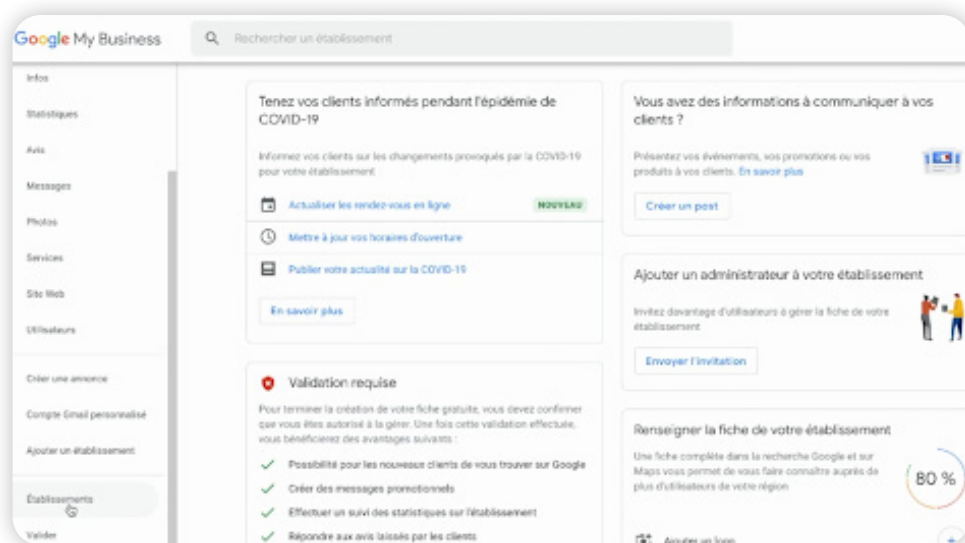 Google My Business
Rechercher un établissement
Infos
Statistiques
Avis
Messages
Photos
Services
Site Web
Utilisateurs
Créer une annonce
Compte Gmail personnalisé
Ajouter un établissement
Établissements
Valider
Tenez vos clients informés pendant l'épidémie de
COVID-19
Informez vos clients sur les changements provoqués par la COVID-19
pour votre établissement
Actualiser les rendez-vous en ligne
NOUVEAU
Mettre à jour vos horaires d'ouverture
Publier votre actualité sur la COVID-19
En savoir plus
Validation requise
Pour terminer la création de votre fiche gratuite, vous devez confirmer
que vous êtes autorisé à la gérer. Une fois cette validation effectuée,
vous bénéficierez des avantages suivants :
Possibilité pour les nouveaux clients de vous trouver sur Google
Créer des messages promotionnels
Effectuer un suivi des statistiques sur l'établissement
Répondre aux avis laissés par les clients
Vous avez des informations à communiquer à vos
clients ?
Présentez vos événements, vos promotions ou vos
produits à vos clients. En savoir plus
Créer un post
Ajouter un administrateur à votre établissement
Invitez davantage d'utilisateurs à gérer la fiche de votre
établissement
Envoyer l'invitation
Renseigner la fiche de votre établissement
Une fiche complète dans la recherche Google et sur
Maps vous permet de vous faire connaître auprès de
plus d'utilisateurs de votre région
80 %
Ajouter un logo